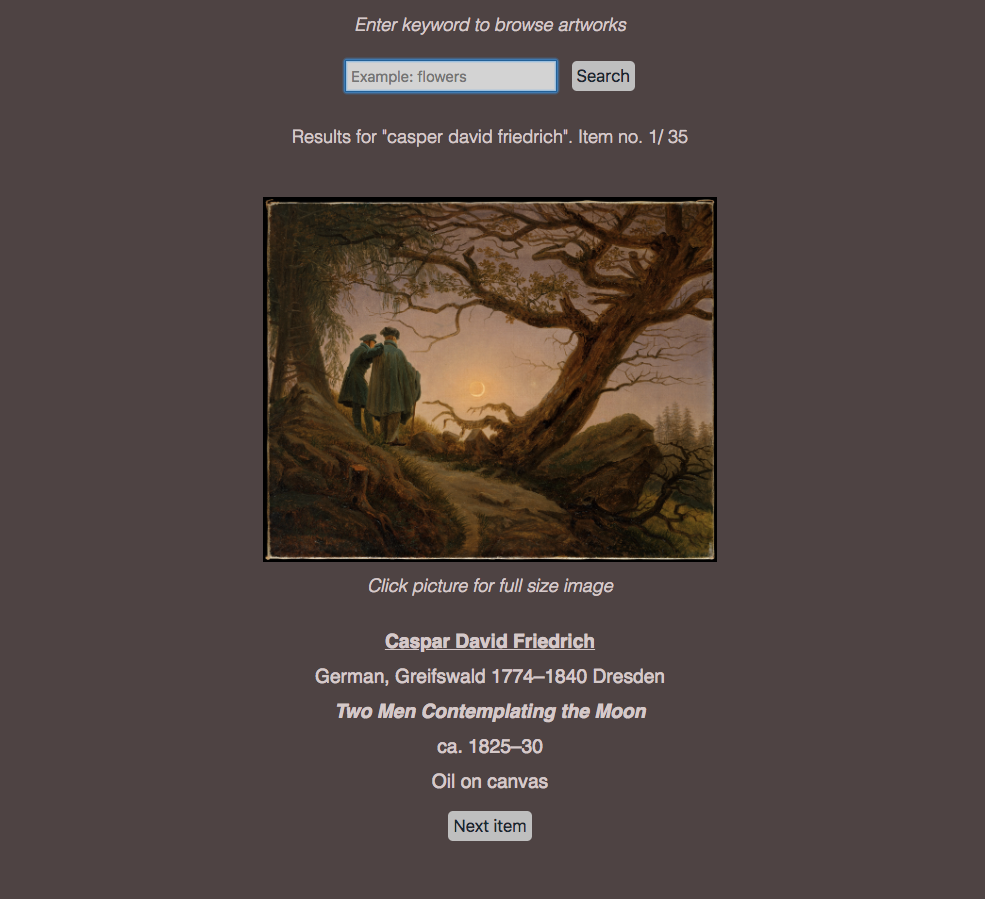 Enter keyword to browse artworks
Example: flowers Search
Results for "casper david friedrich". Item no. 1/ 35
Click picture for full size image
Caspar David Friedrich
German, Greifswald 1774–1840 Dresden
Two Men Contemplating the Moon
ca. 1825–30
Oil on canvas
Next item